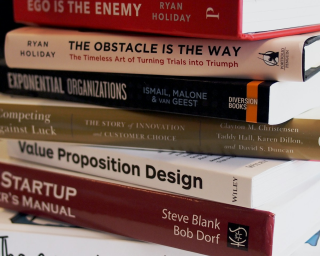 EGO IS THE ENEMY RYAN HOLIDAY P
RYAN HOLIDAY THE OBSTACLE IS THE WAY
The Timeless Art of Turning Trials into Triumph
EXPONENTIAL ORGANIZATIONS ISMAIL, MALONE & VAN GEEST DIVERSION BOOKS
Competing Against Luck THE STORY of INNOVATION and CUSTOMER CHOICE Clayton M. Christensen
Taddy Hall, Karen Dillon,
and David S. Duncan
Value Proposition Design WILEY
STARTUP
ER'S MANUAL Steve Blank
Bob Dorf K&S